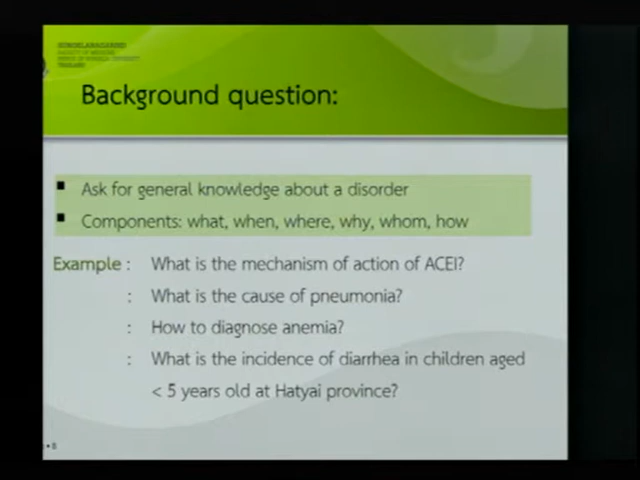 Background question:
▪ Ask for general knowledge about a disorder
▪ Components: what, when, where, why, whom, how
Example : What is the mechanism of action of ACEI?
: What is the cause of pneumonia?
: How to diagnose anemia?
: What is the incidence of diarrhea in children aged
< 5 years old at Hatyai province?